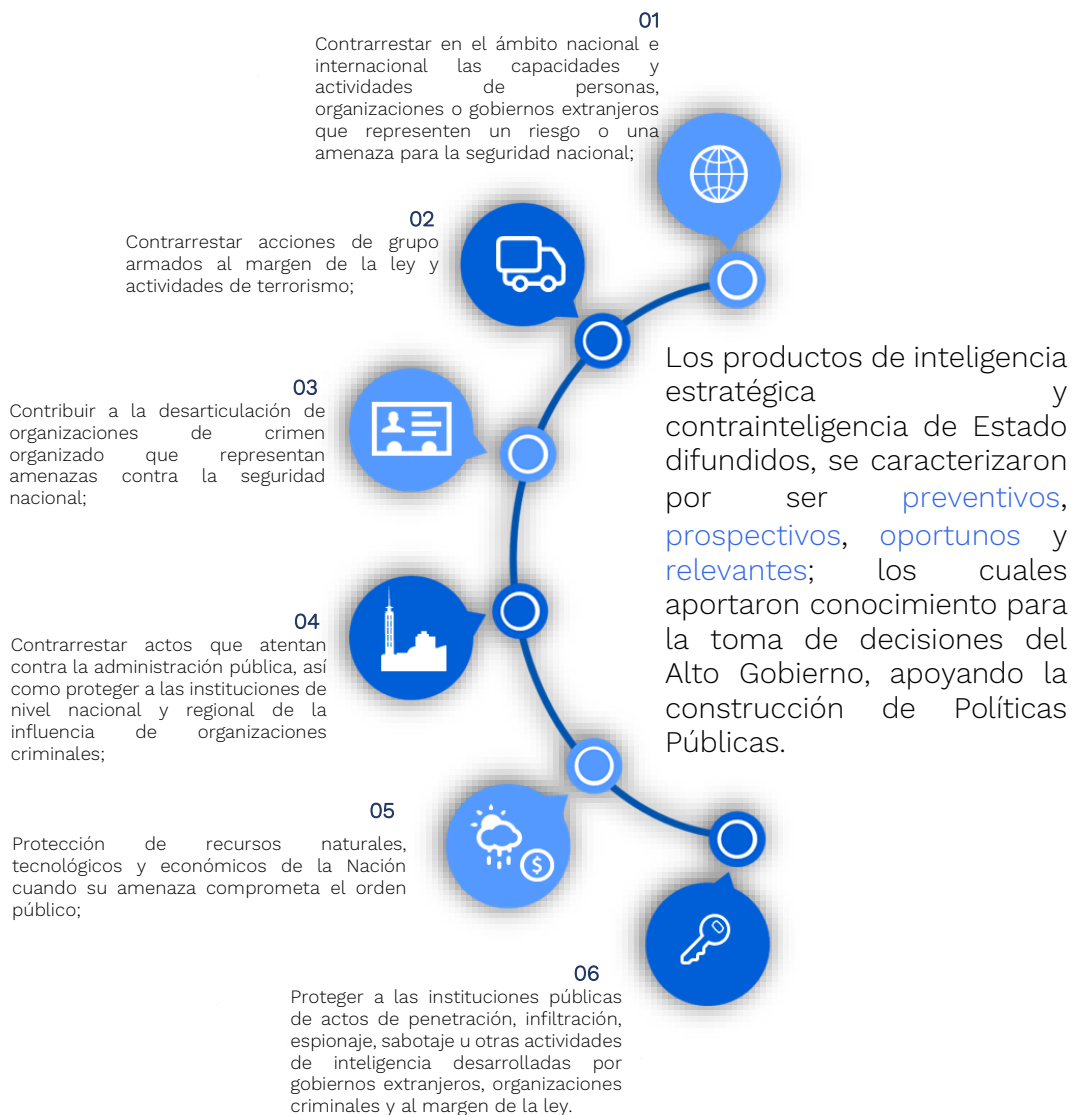 01
Contrarrestar en el ámbito nacional e
internacional las capacidades y
actividades de personas,
organizaciones o gobiernos extranjeros
que representen un riesgo o una
amenaza para la seguridad nacional;
02
Contrarrestar acciones de grupo
armados al margen de la ley y
actividades de terrorismo;
03
Contribuir a la desarticulación de
organizaciones de crimen
organizado que representan
amenazas contra la seguridad
nacional;
04
Contrarrestar actos que atentan
contra la administración pública, así
como proteger a las instituciones de
nivel nacional y regional de la
influencia de organizaciones
criminales;
05
Protección de recursos naturales,
tecnológicos y económicos de la Nación
cuando su amenaza comprometa el orden
público;
$
06
Proteger a las instituciones públicas
de actos de penetración, infiltración,
espionaje, sabotaje u otras actividades
de inteligencia desarrolladas por
gobiernos extranjeros, organizaciones
criminales y al margen de la ley.
Los productos de inteligencia
estratégica y
contrainteligencia de Estado
difundidos, se caracterizaron
por ser preventivos,
prospectivos, oportunos y
relevantes; los cuales
aportaron conocimiento para
la toma de decisiones del
Alto Gobierno, apoyando la
construcción de Políticas
Públicas.